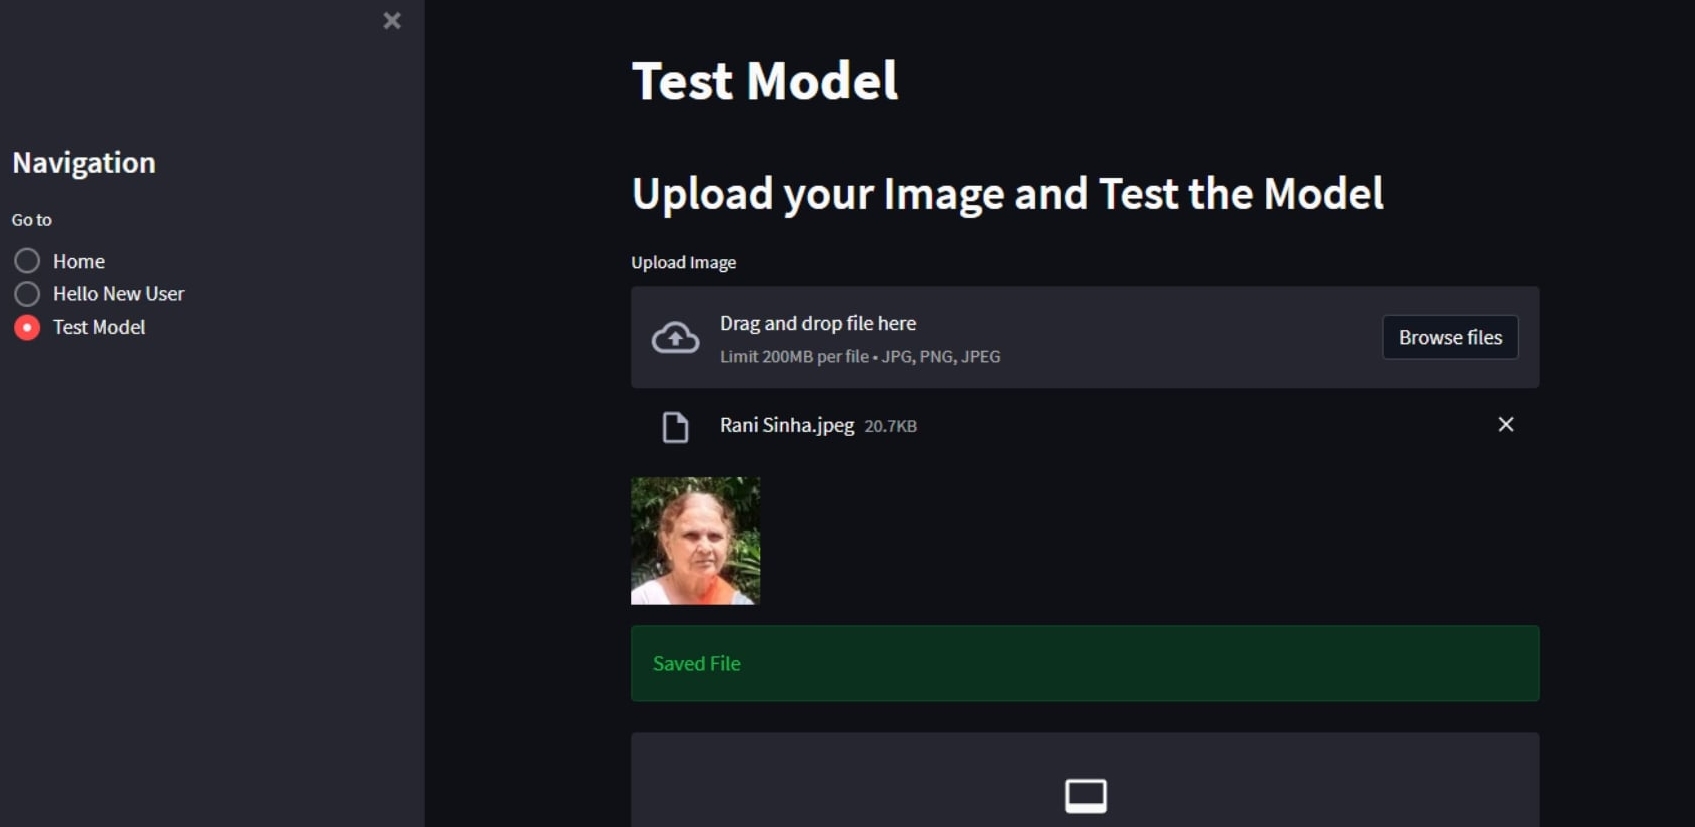 Navigation
Go to
Home
Hello New User
Test Model
Test Model
Upload your Image and Test the Model
Upload Image
Drag and drop file here
Limit 200MB per file • JPG, PNG, JPEG
Browse files
Rani Sinha.jpeg 20.7KB
Saved File